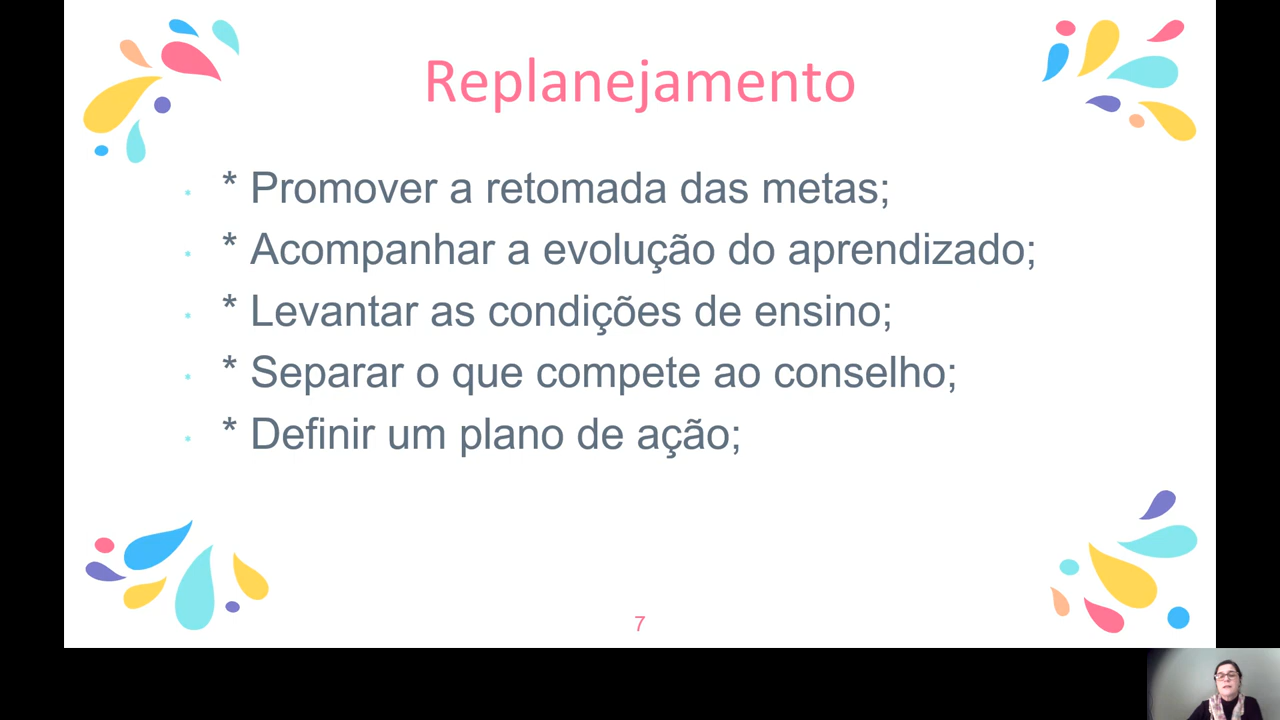 Replanejamento
* Promover a retomada das metas;
* Acompanhar a evolução do aprendizado;
* Levantar as condições de ensino;
* Separar o que compete ao conselho;
* Definir um plano de ação;
7